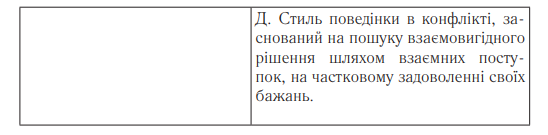 Д. Стиль поведінки в конфлікті, за-
снований на пошуку взаємовигідного
рішення шляхом взаємних посту-
пок, на частковому задоволенні своїх
бажань.